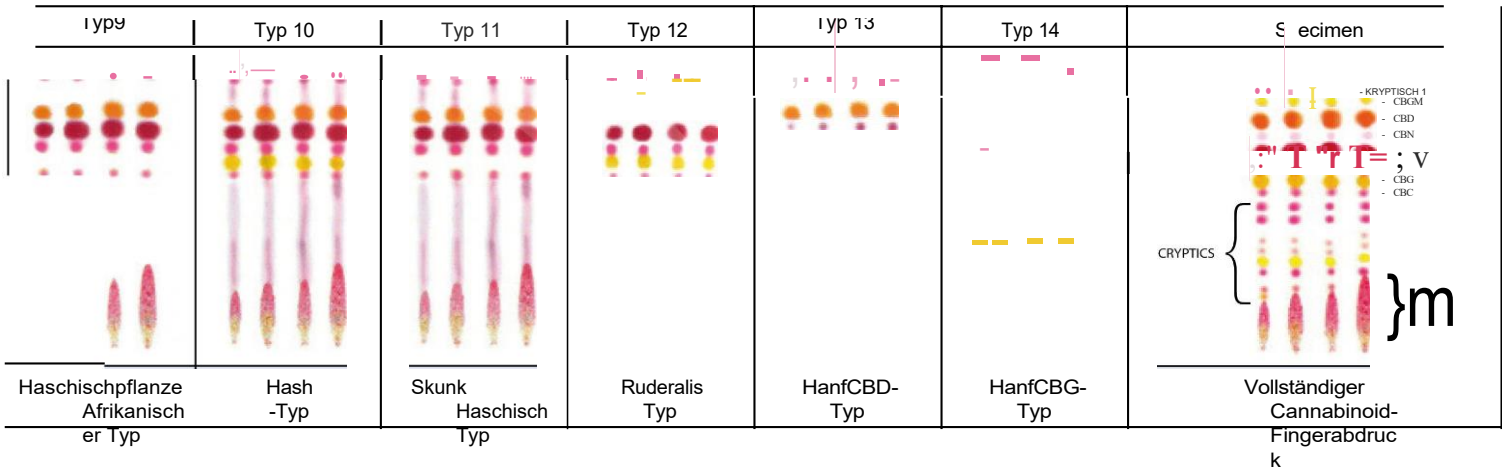 Typ9
Typ 10
Typ 11
Typ 12
Typ 13
Typ 14
S ecimen
- KRYPTISCH 1
- CBGM
- CBD
- CBN
- CBG
- CBC
CRYPTICS
}m
Haschischpflanze
Afrikanisch
er Typ
Hash
-Typ
Skunk
Haschisch
Typ
Ruderalis
Typ
HanfCBD-
Typ
HanfCBG-
Typ
Vollständiger
Cannabinoid-
Fingerabdruc
k